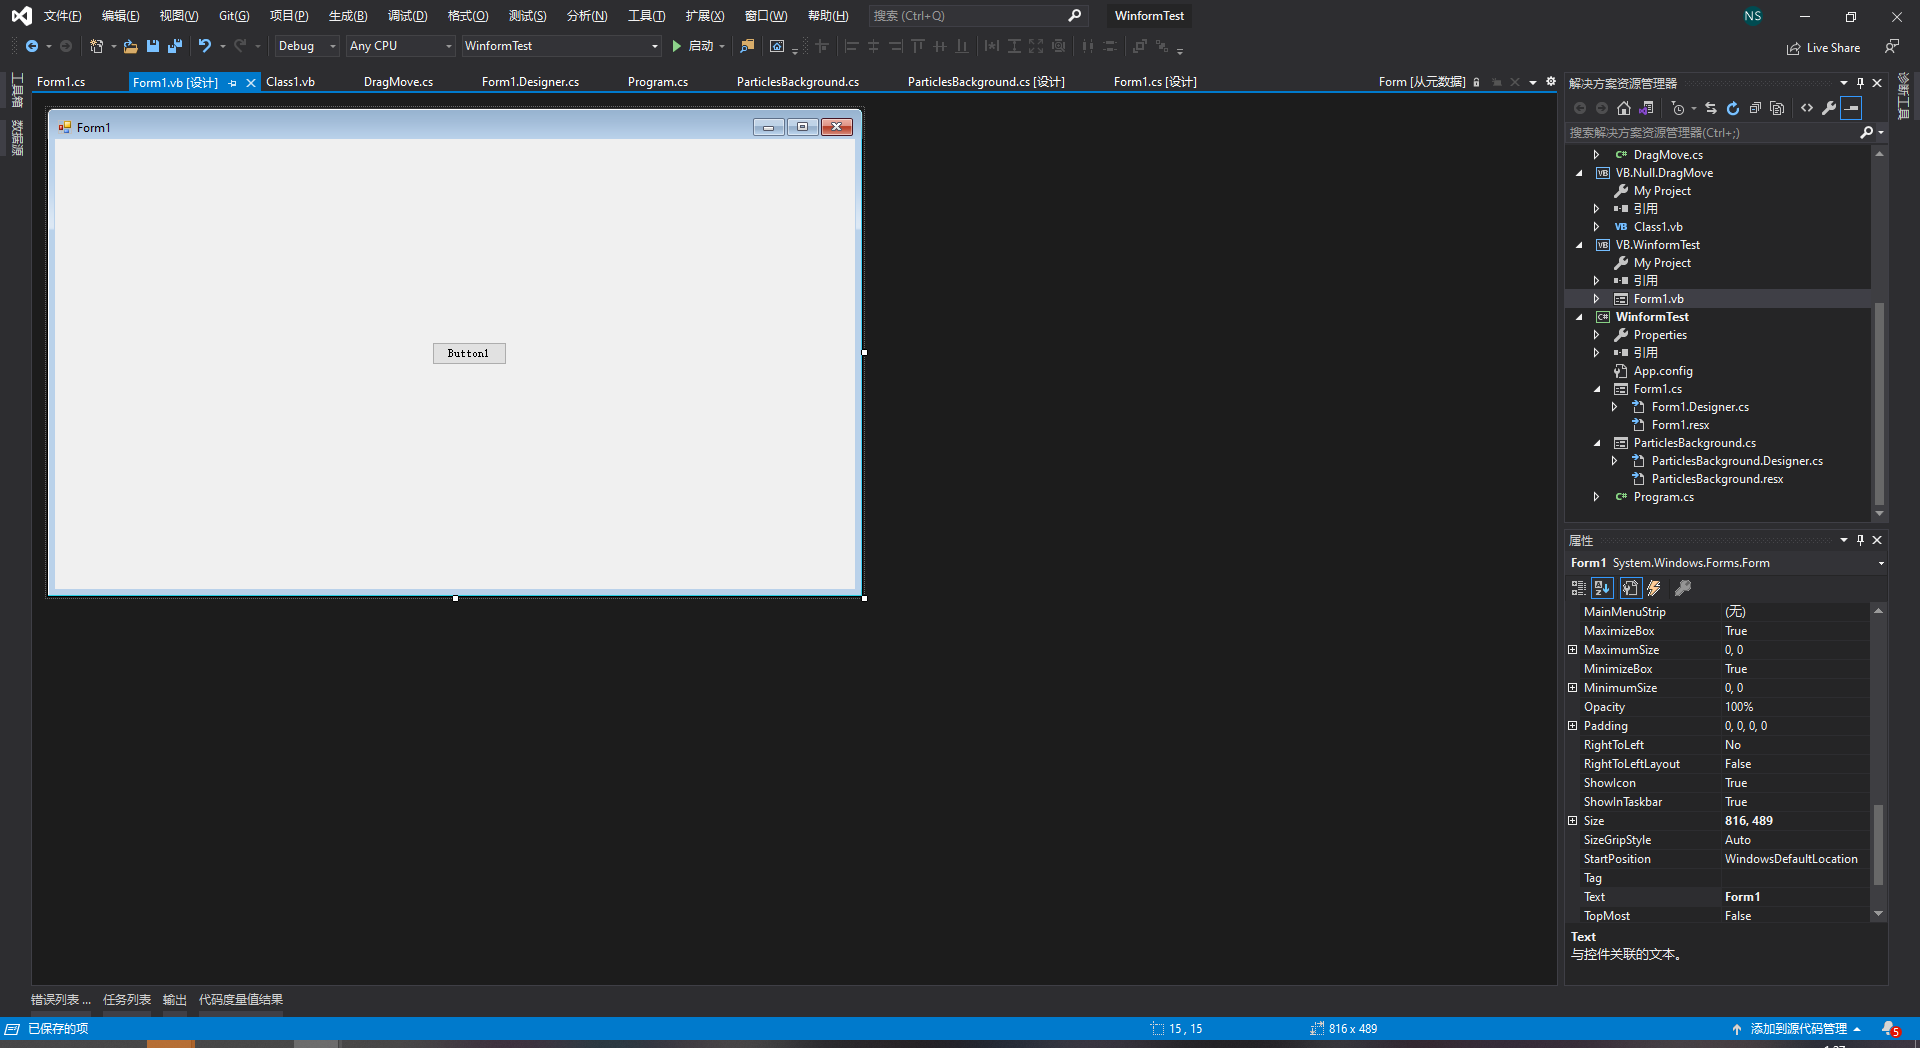 文件(F) 编辑(E) 视图(V) Git(G) 项目(P) 生成(B) 调试(D) 格式(O) 测试(S) 分析(N) 工具(T) 扩展(X) 窗口(W) 帮助(H) 搜索 (Ctrl+Q) WinformTest NS
Debug Any CPU WinformTest 启动 Live Share
工具箱
数据源
Form1.cs Form1.vb [设计] Class1.vb DragMove.cs Form1.Designer.cs Program.cs ParticlesBackground.cs ParticlesBackground.cs [设计] Form1.cs [设计] Form [从元数据]
诊断工具
Form1
Button1
解决方案资源管理器
搜索解决方案资源管理器(Ctrl+;)
C# DragMove.cs
VB VB.Null.DragMove
My Project
引用
VB Class1.vb
VB VB.WinformTest
My Project
引用
Form1.vb
C# WinformTest
Properties
引用
App.config
Form1.cs
Form1.Designer.cs
Form1.resx
ParticlesBackground.cs
ParticlesBackground.Designer.cs
ParticlesBackground.resx
C# Program.cs
属性
Form1 System.Windows.Forms.Form
MainMenuStrip (无)
MaximizeBox True
MaximumSize 0, 0
MinimizeBox True
MinimumSize 0, 0
Opacity 100%
Padding 0, 0, 0, 0
RightToLeft No
RightToLeftLayout False
ShowIcon True
ShowInTaskbar True
Size 816, 489
SizeGripStyle Auto
StartPosition WindowsDefaultLocation
Tag
Text Form1
TopMost False
Text
与控件关联的文本。
错误列表 ... 任务列表 输出 代码度量值结果
已保存的项 15 , 15 816 x 489 添加到源代码管理 5